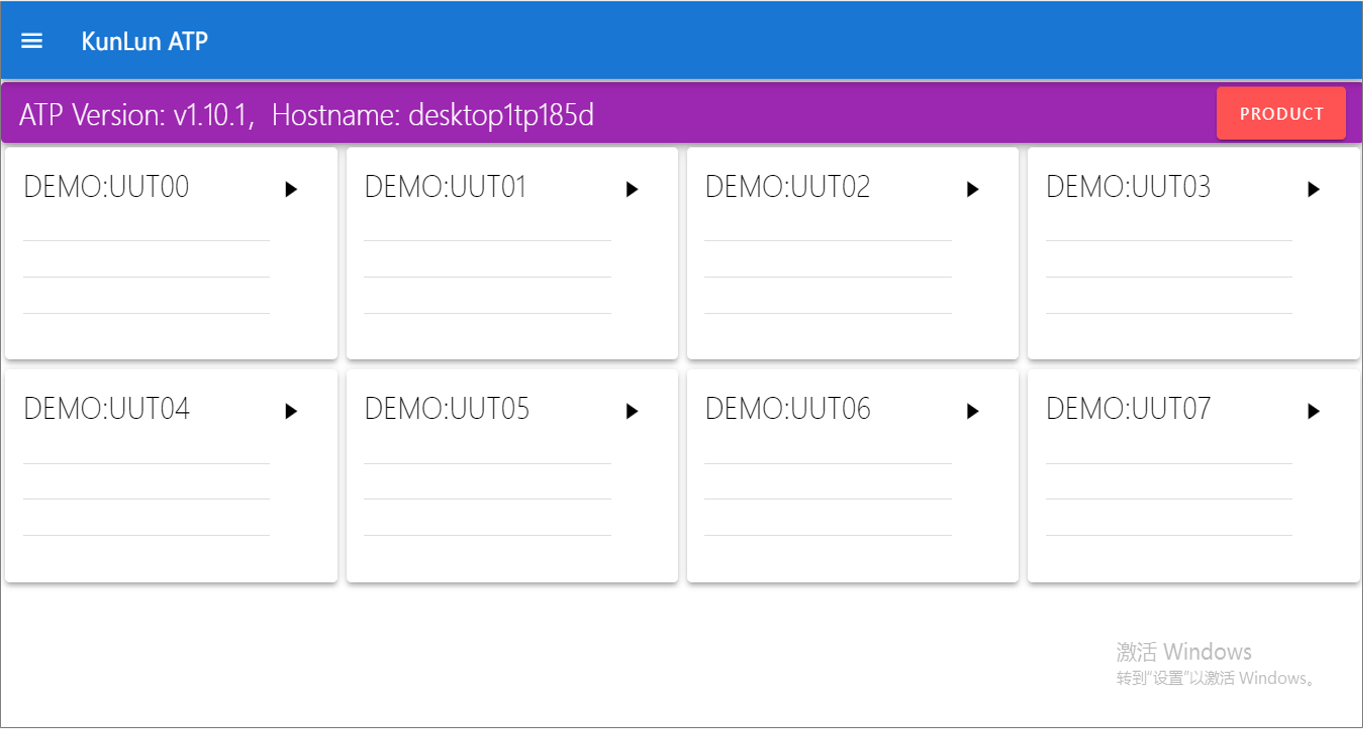 KunLun ATP
ATP Version: v1.10.1, Hostname: desktop1tp185d
PRODUCT
DEMO:UUT00
DEMO:UUT01
DEMO:UUT02
DEMO:UUT03
DEMO:UUT04
DEMO:UUT05
DEMO:UUT06
DEMO:UUT07
激活 Windows
转到“设置”以激活 Windows。